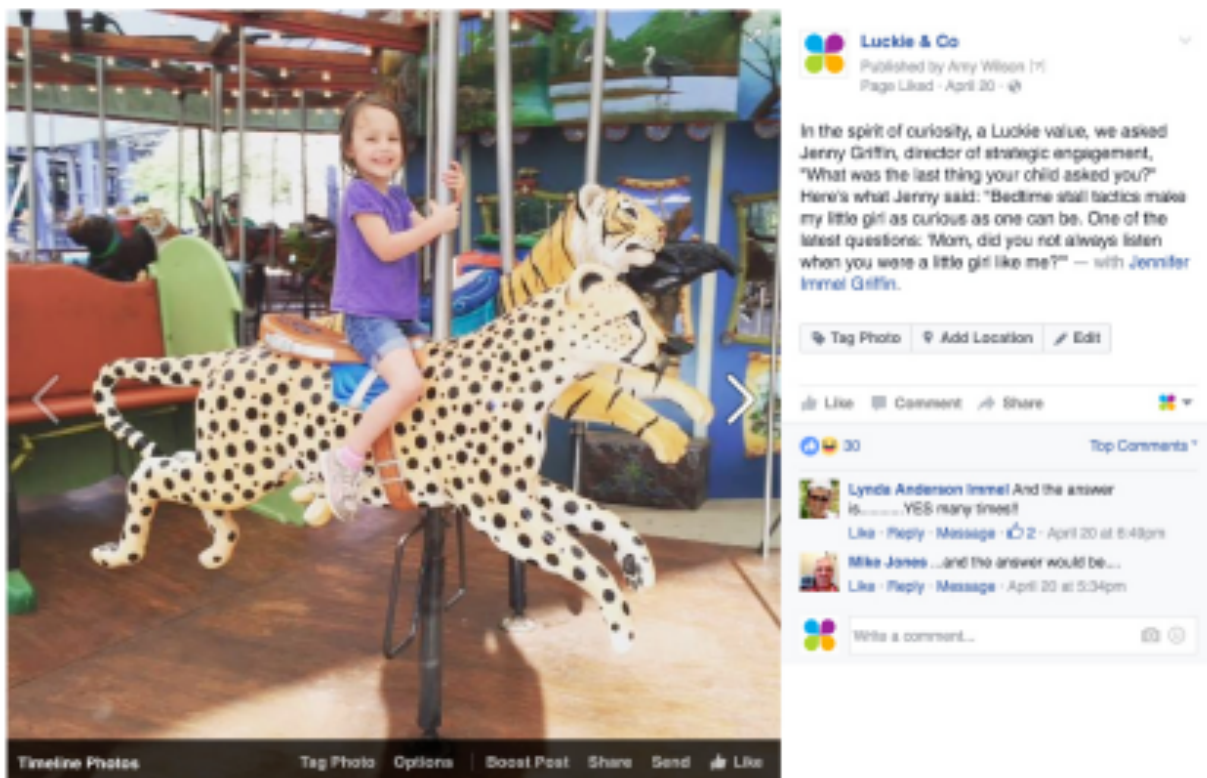 Luckie & Co
Published by Amy Wilson [?]
Page Liked · April 20 ·
In the spirit of curiosity, a Luckie value, we asked
Jenny Griffin, director of strategic engagement,
"What was the last thing your child asked you?"
Here's what Jenny said: "Bedtime stall tactics make
my little girl as curious as one can be. One of the
latest questions: 'Mom, did you not always listen
when you were a little girl like me?'" — with Jennifer
Immel Griffin.
Tag Photo Add Location Edit
Like Comment Share
30 Top Comments
Lynda Anderson Immel And the answer
is..........YES many times!!
Like · Reply · Message · 2 · April 20 at 6:49pm
Mike Jones ...and the answer would be....
Like · Reply · Message · April 20 at 5:34pm
Write a comment...
Timeline Photos Tag Photo Options Boost Post Share Send Like